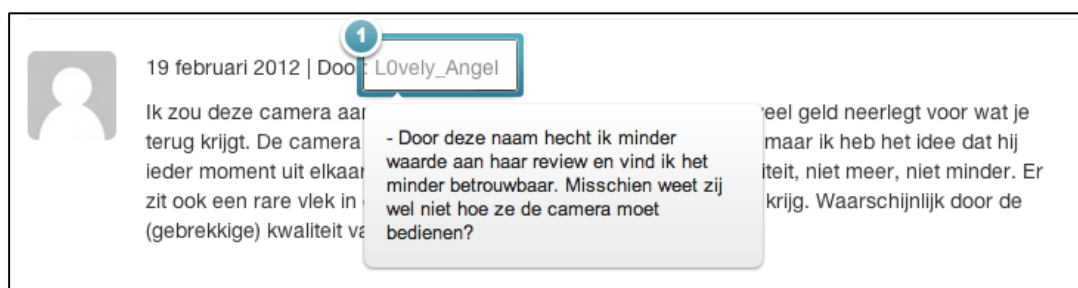 1
19 februari 2012 | Door: L0vely_Angel
Ik zou deze camera aan eel geld neerlegt voor wat je
terug krijgt. De camera maar ik heb het idee dat hij
ieder moment uit elkaar iteit, niet meer, niet minder. Er
zit ook een rare vlek in krijg. Waarschijnlijk door de
(gebrekkige) kwaliteit va
- Door deze naam hecht ik minder
waarde aan haar review en vind ik het
minder betrouwbaar. Misschien weet zij
wel niet hoe ze de camera moet
bedienen?